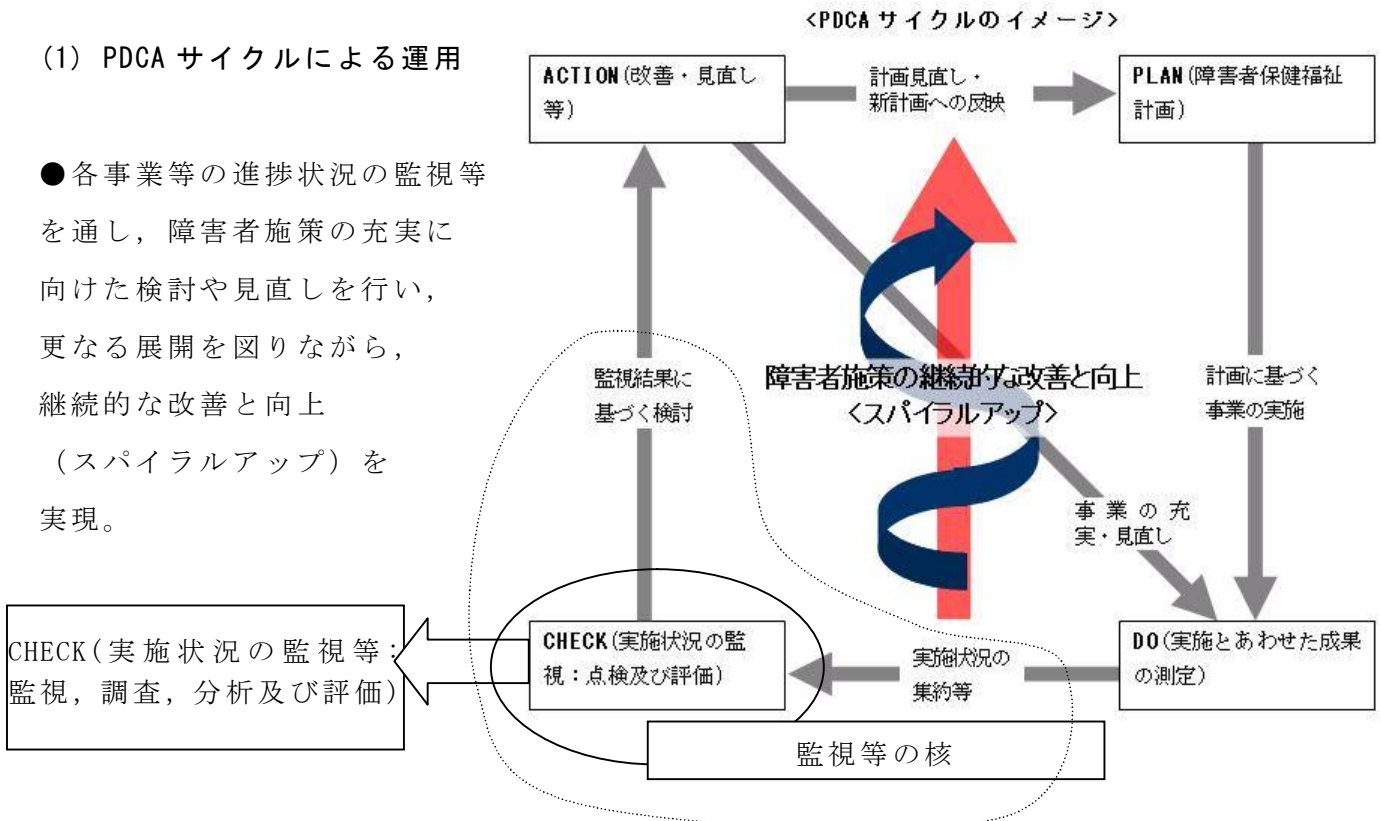 (1) PDCA サイクルによる運用
●各事業等の進捗状況の監視等
を通し，障害者施策の充実に
向けた検討や見直しを行い，
更なる展開を図りながら，
継続的な改善と向上
（スパイラルアップ）を
実現。
<PDCA サイクルのイメージ>
ACTION(改善・見直し
等)
計画見直し・
新計画への反映
PLAN(障害者保健福祉
計画)
監視結果に
基づく検討
障害者施策の継続的な改善と向上
<スパイラルアップ>
計画に基づく
事業の実施
事業の充
実・見直し
CHECK(実施状況の監視等：
監視，調査，分析及び評価)
CHECK(実施状況の監
視：点検及び評価)
実施状況の
集約等
DO(実施とあわせた成果
の測定)
監視等の核